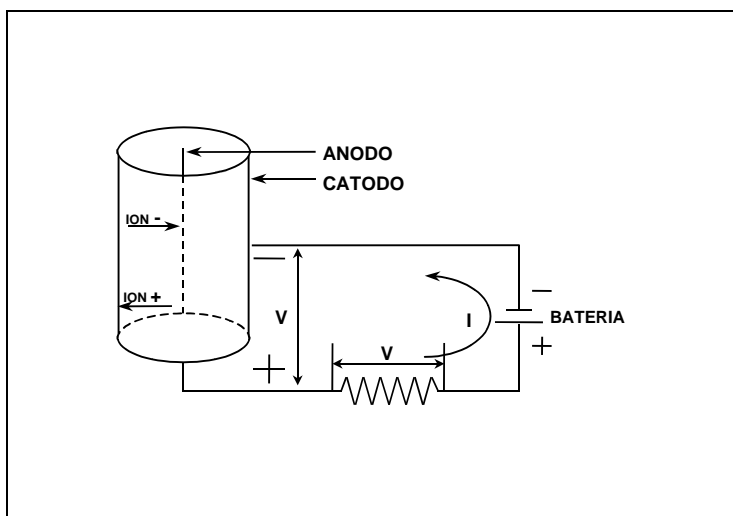 ANODO
CATODO
ION -
ION +
V
V
I
BATERIA
−
+
−
+